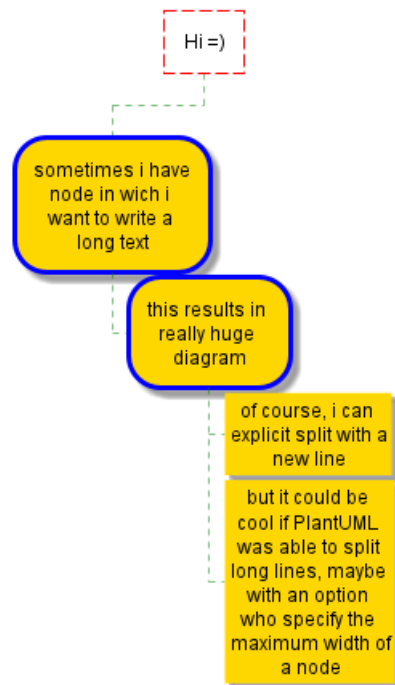 Hi =)
sometimes i have
node in wich i
want to write a
long text
this results in
really huge
diagram
of course, i can
explicit split with a
new line
but it could be
cool if PlantUML
was able to split
long lines, maybe
with an option
who specify the
maximum width of
a node